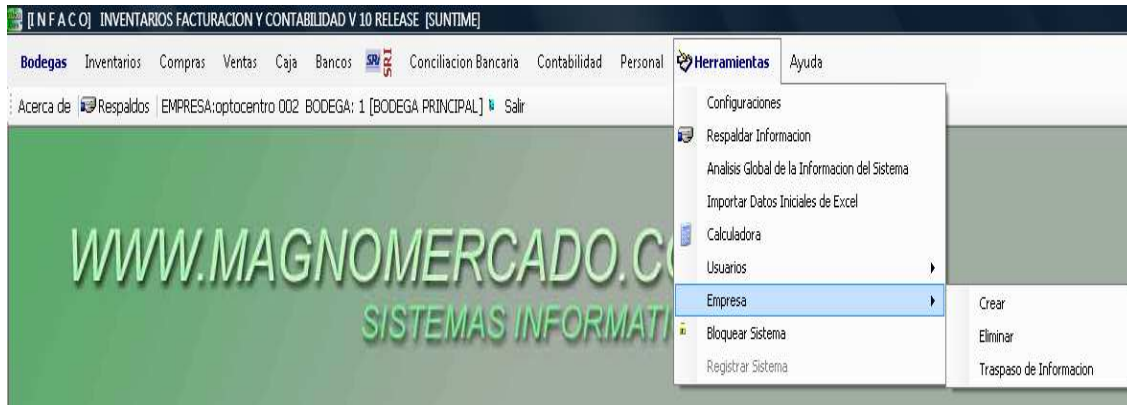 [I N F A C O] INVENTARIOS FACTURACION Y CONTABILIDAD V 10 RELEASE [SUNTIME]
Bodegas Inventarios Compras Ventas Caja Bancos SRI SRI Conciliacion Bancaria Contabilidad Personal Herramientas Ayuda
Acerca de Respaldos EMPRESA:optocentro 002 BODEGA: 1 [BODEGA PRINCIPAL] Salir
Configuraciones
Respaldar Informacion
Analisis Global de la Informacion del Sistema
Importar Datos Iniciales de Excel
Calculadora
Usuarios
Empresa
Bloquear Sistema
Registrar Sistema
Crear
Eliminar
Traspaso de Informacion
WWW.MAGNOMERCADO.C
SISTEMAS INFORMATI